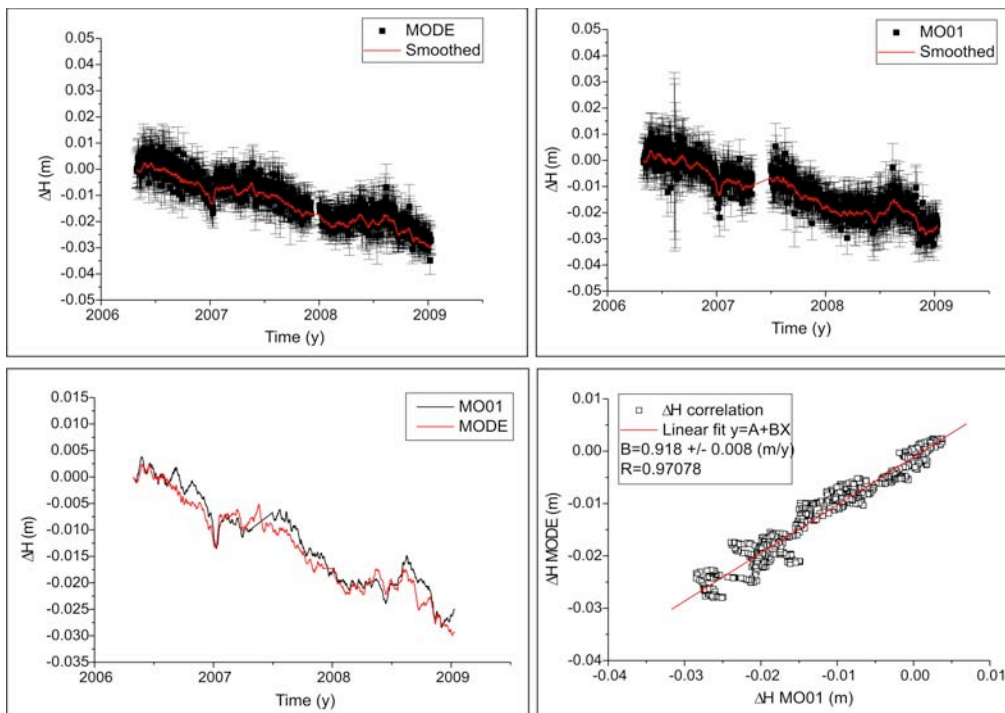 0.05
0.04
0.03
0.02
0.01
0.00
-0.01
-0.02
-0.03
-0.04
-0.05
ΔH (m)
MODE
Smoothed
2006 2007 2008 2009
Time (y)
0.05
0.04
0.03
0.02
0.01
0.00
-0.01
-0.02
-0.03
-0.04
-0.05
ΔH (m)
MO01
Smoothed
2006 2007 2008 2009
Time (y)
0.015
0.010
0.005
0.000
-0.005
-0.010
-0.015
-0.020
-0.025
-0.030
-0.035
ΔH (m)
MO01
MODE
2006 2007 2008 2009
Time (y)
0.01
0.00
-0.01
-0.02
-0.03
-0.04
ΔH MODE (m)
ΔH correlation
Linear fit y=A+BX
B=0.918 +/- 0.008 (m/y)
R=0.97078
-0.04 -0.03 -0.02 -0.01 0.00 0.01
ΔH MO01 (m)